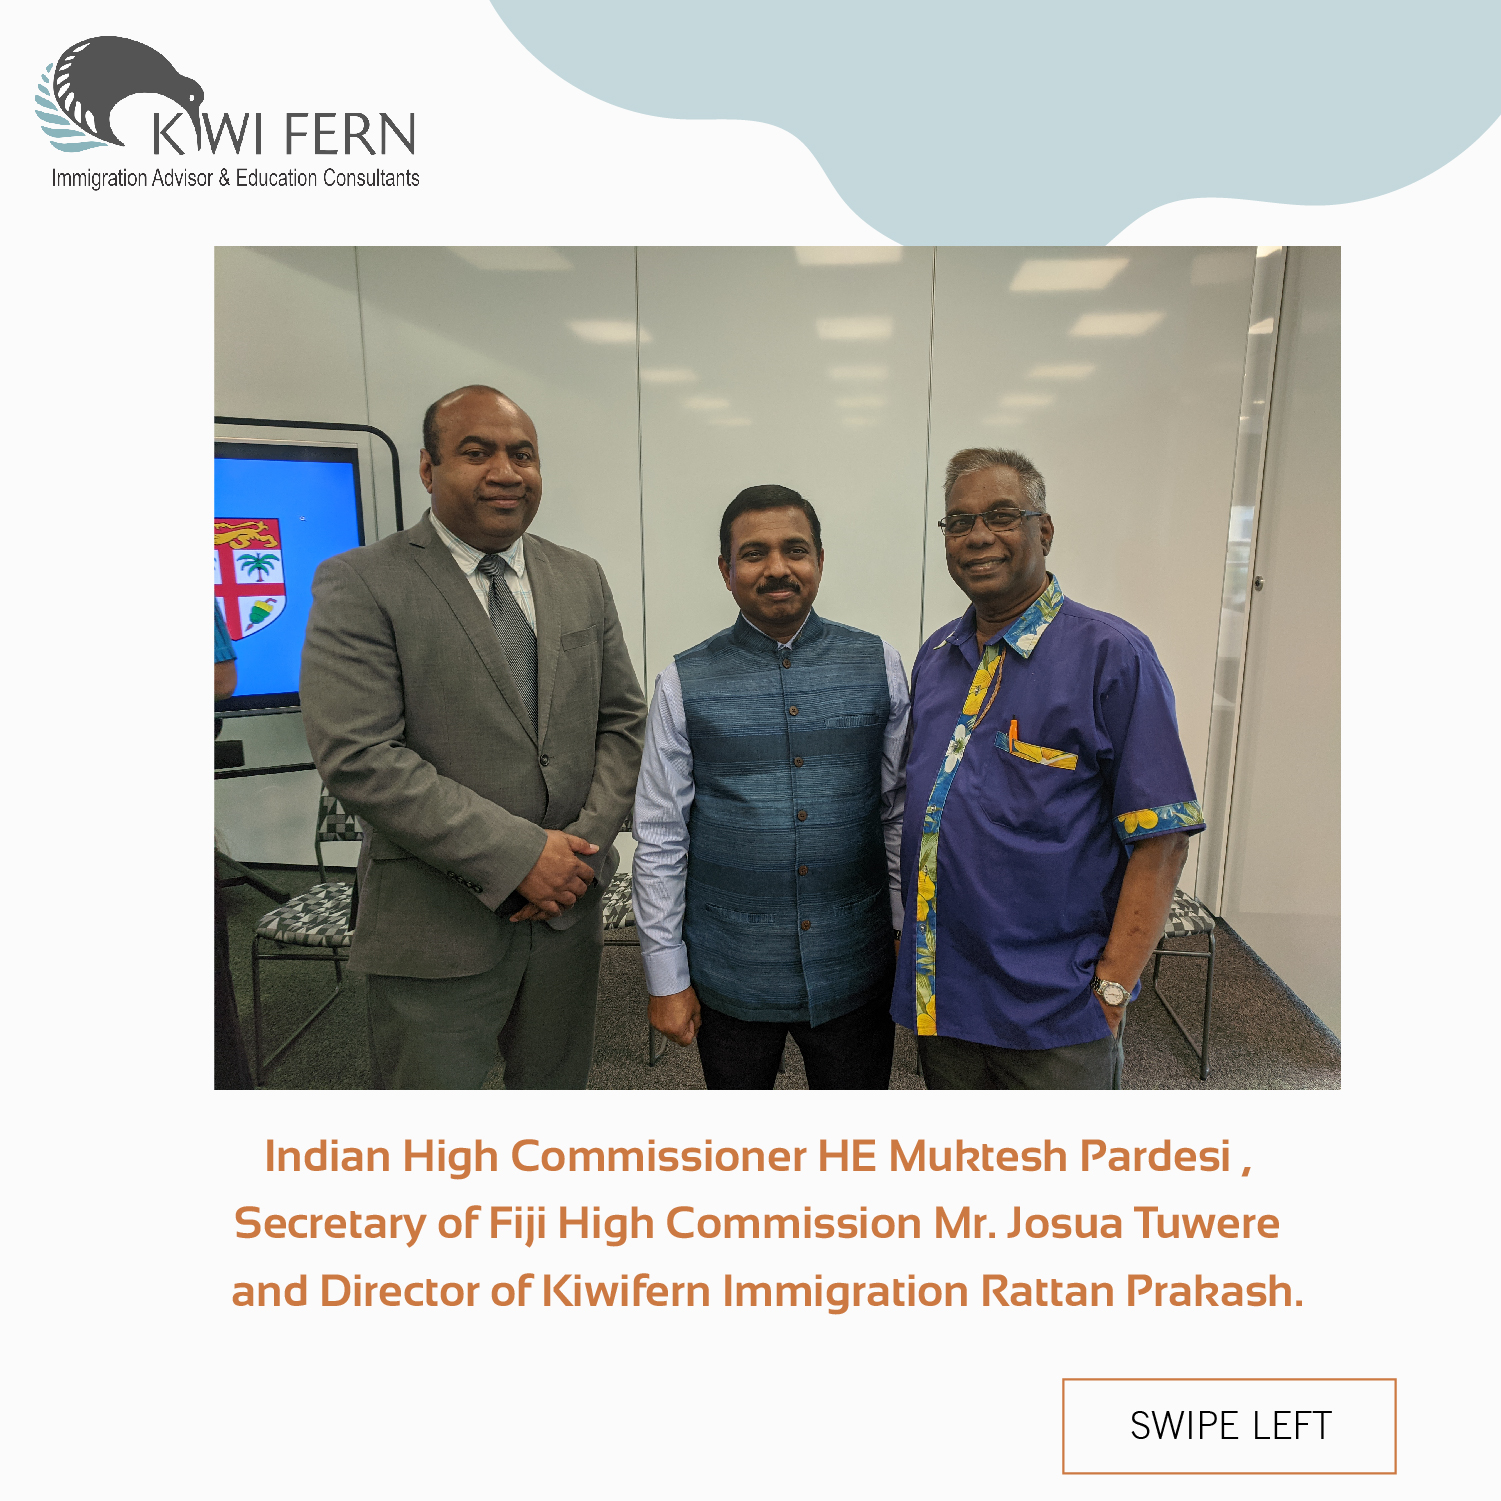 KIWI FERN
Immigration Advisor & Education Consultants
Indian High Commissioner HE Muktesh Pardesi ,
Secretary of Fiji High Commission Mr. Josua Tuwere
and Director of Kiwifern Immigration Rattan Prakash.
SWIPE LEFT